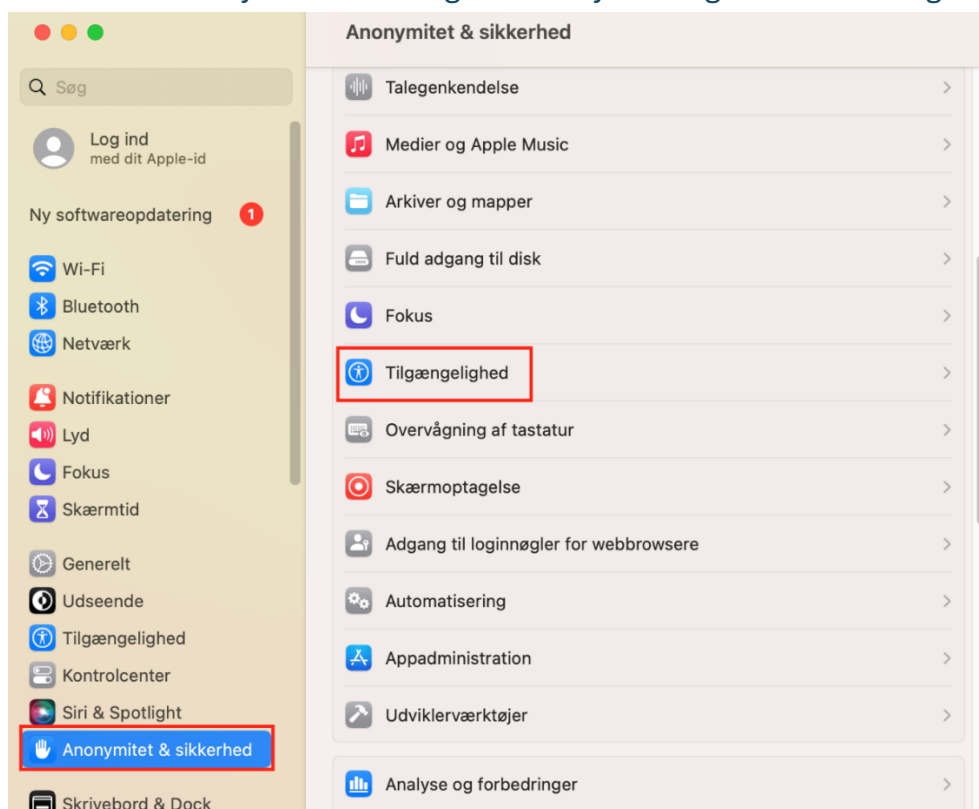 Anonymitet & sikkerhed
Søg
Log ind
med dit Apple-id
Ny softwareopdatering 1
Wi-Fi
Bluetooth
Netværk
Notifikationer
Lyd
Fokus
Skærmtid
Generelt
Udseende
Tilgængelighed
Kontrolcenter
Siri & Spotlight
Anonymitet & sikkerhed
Skrivebord & Dock
Talegenkendelse
Medier og Apple Music
Arkiver og mapper
Fuld adgang til disk
Fokus
Tilgængelighed
Overvågning af tastatur
Skærmoptagelse
Adgang til loginnøgler for webbrowsere
Automatisering
Appadministration
Udviklerværktøjer
Analyse og forbedringer